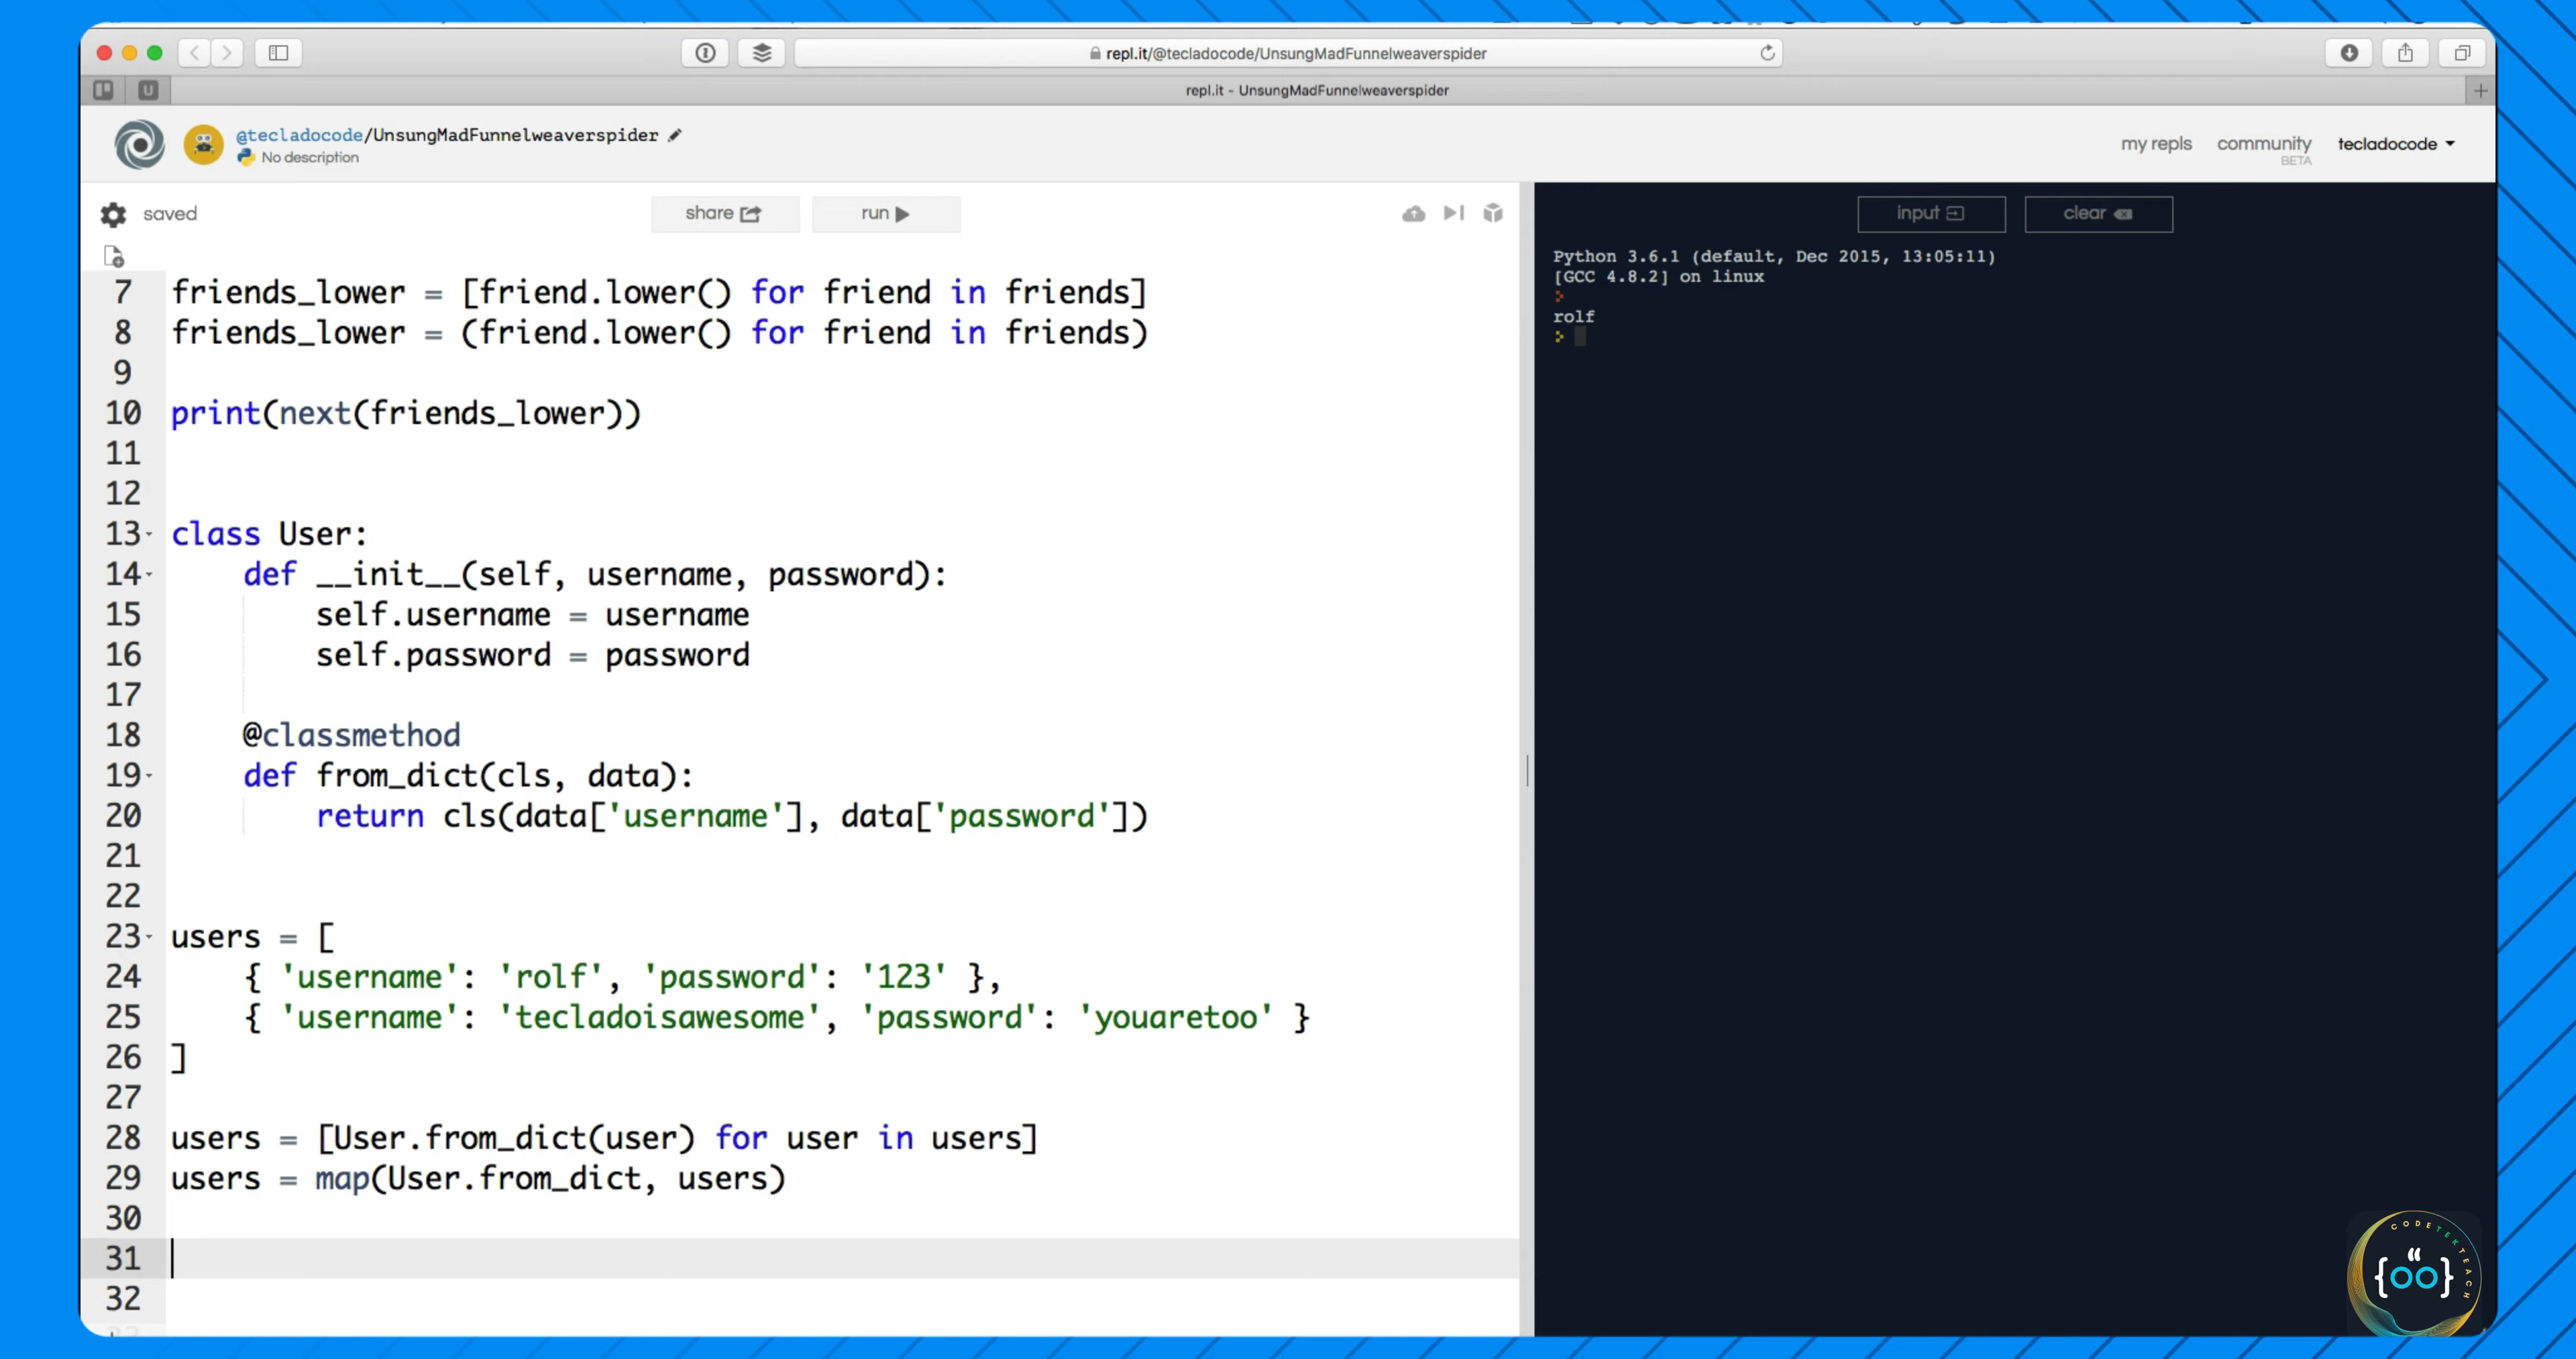 repl.it/@tecladocode/UnsungMadFunnelweaverspider
U
repl.it - UnsungMadFunnelweaverspider
+
@tecladocode/UnsungMadFunnelweaverspider
No description
my repls community BETA tecladocode
saved
share
run
input
clear
7 friends_lower = [friend.lower() for friend in friends]
8 friends_lower = (friend.lower() for friend in friends)
9
10 print(next(friends_lower))
11
12
13 class User:
14     def __init__(self, username, password):
15         self.username = username
16         self.password = password
17
18     @classmethod
19     def from_dict(cls, data):
20         return cls(data['username'], data['password'])
21
22
23 users = [
24     { 'username': 'rolf', 'password': '123' },
25     { 'username': 'tecladoisawesome', 'password': 'youaretoo' }
26 ]
27
28 users = [User.from_dict(user) for user in users]
29 users = map(User.from_dict, users)
30
31
32
Python 3.6.1 (default, Dec 2015, 13:05:11)
[GCC 4.8.2] on linux
rolf
CODETEKTEACH